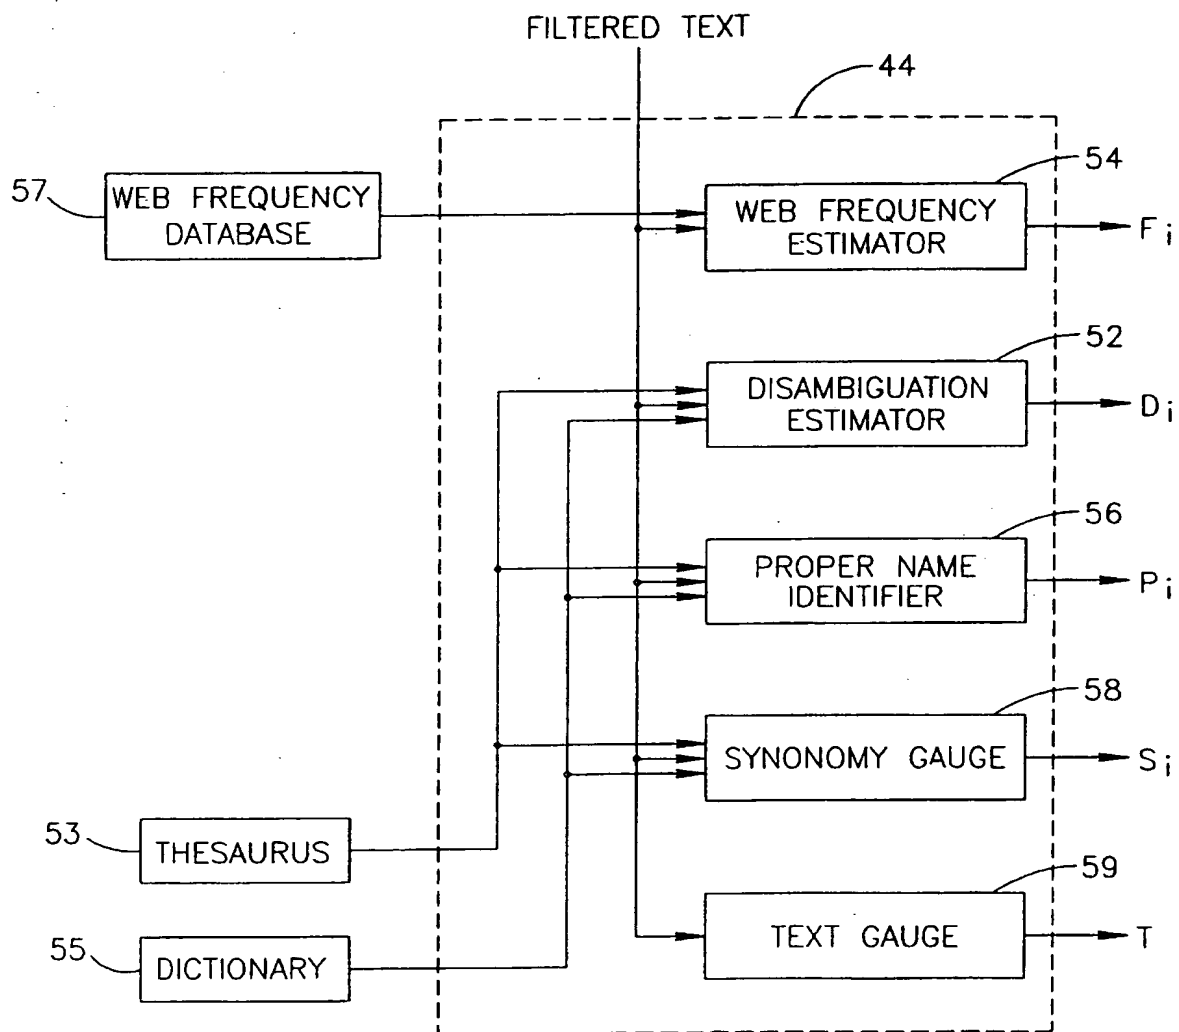 FILTERED TEXT
44
57
WEB FREQUENCY
DATABASE
54
WEB FREQUENCY
ESTIMATOR
Fi
52
DISAMBIGUATION
ESTIMATOR
Di
56
PROPER NAME
IDENTIFIER
Pi
58
SYNONOMY GAUGE
Si
53
THESAURUS
59
TEXT GAUGE
T
55
DICTIONARY